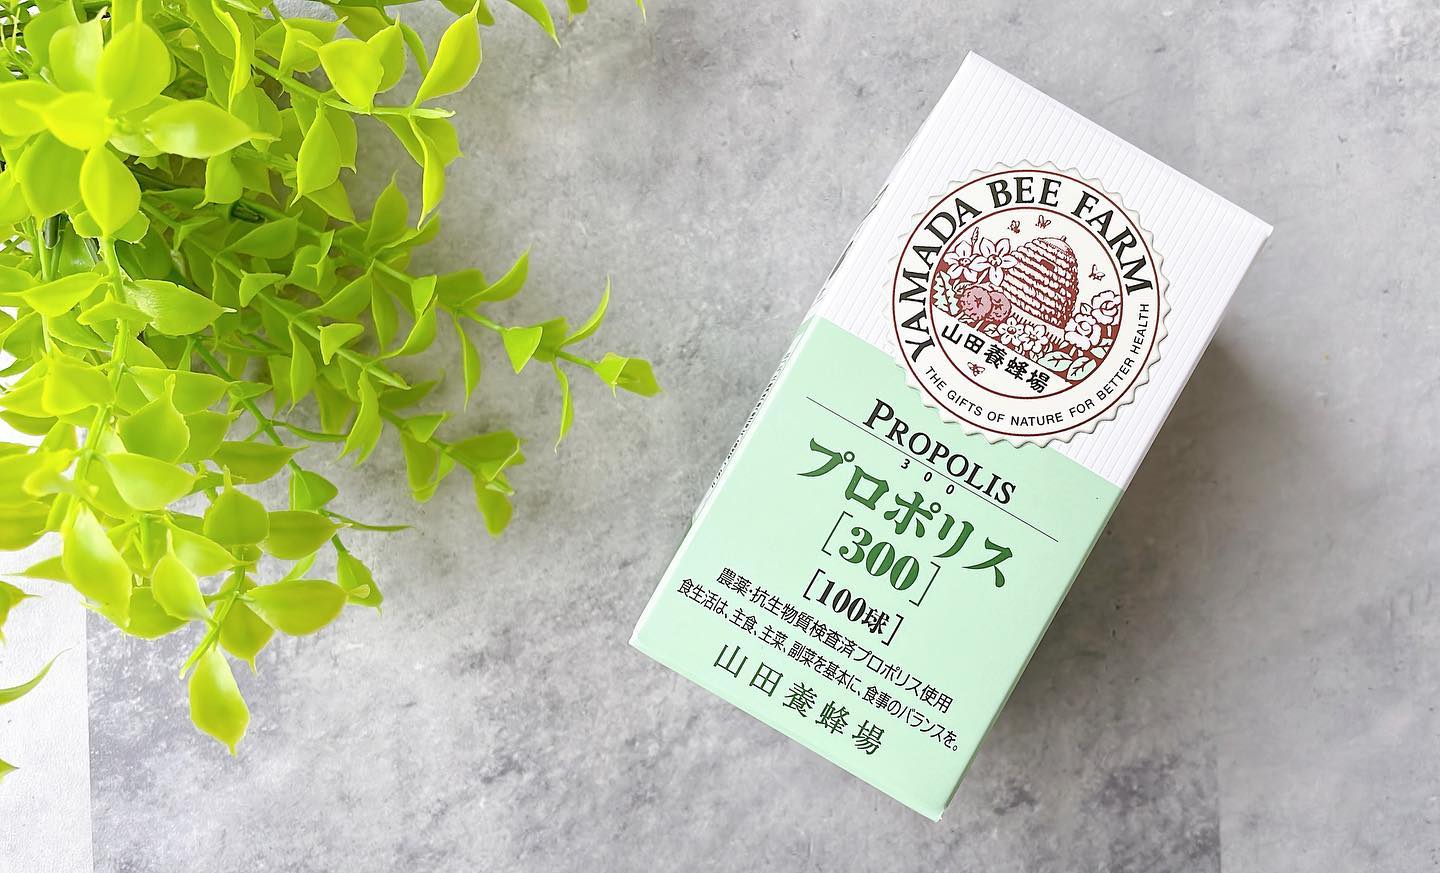 YAMADA BEE FARM
山田養蜂場
THE GIFTS OF NATURE FOR BETTER HEALTH
PROPOLIS
300
プロポリス
[300]
[100球]
農薬・抗生物質検査済プロポリス使用
食生活は、主食、主菜、副菜を基本に、食事のバランスを。
山田養蜂場